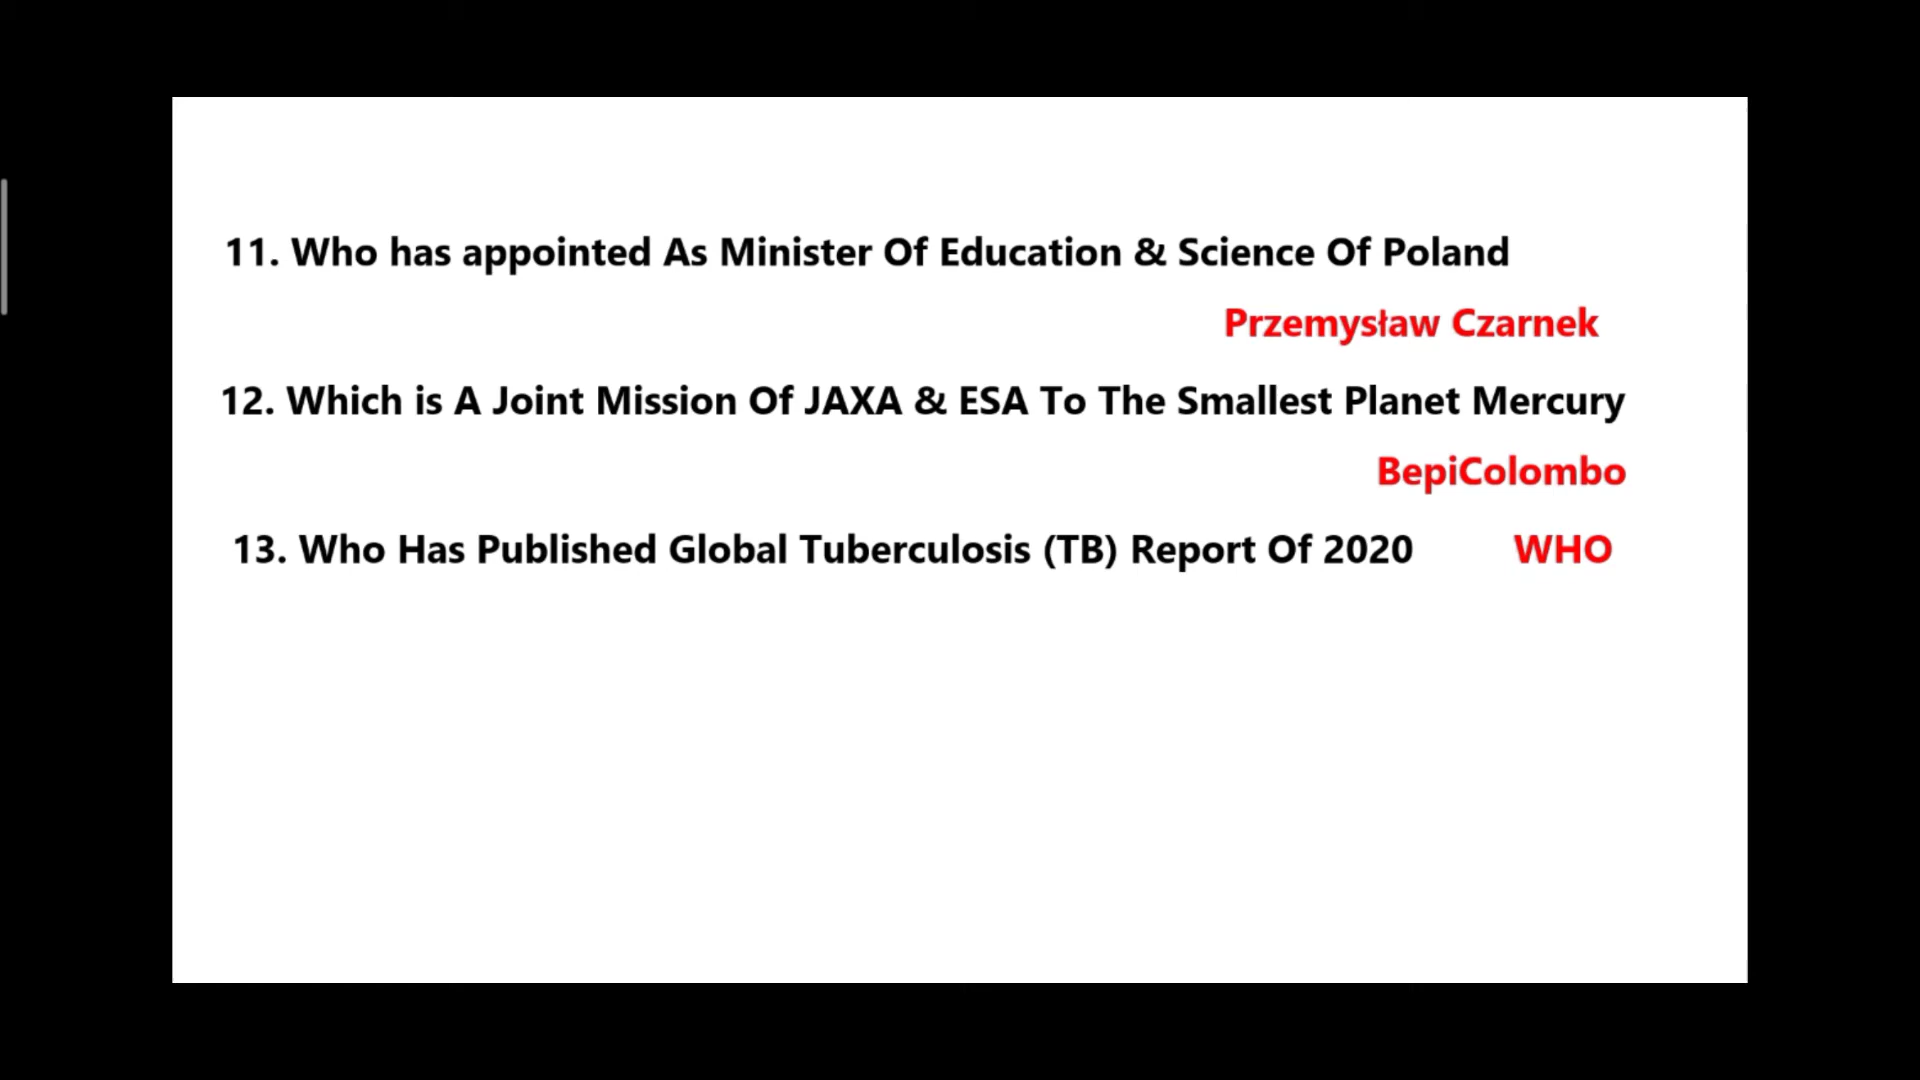 11. Who has appointed As Minister Of Education & Science Of Poland
Przemysław Czarnek
12. Which is A Joint Mission Of JAXA & ESA To The Smallest Planet Mercury
BepiColombo
13. Who Has Published Global Tuberculosis (TB) Report Of 2020 WHO